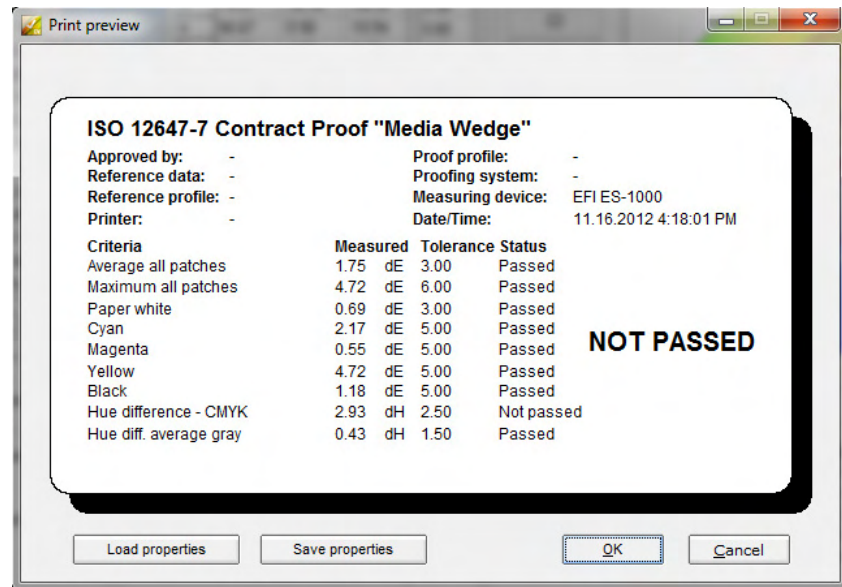 Print preview
ISO 12647-7 Contract Proof "Media Wedge"
Approved by: - Proof profile: -
Reference data: - Proofing system: -
Reference profile: - Measuring device: EFI ES-1000
Printer: - Date/Time: 11.16.2012 4:18:01 PM
Criteria Measured Tolerance Status
Average all patches 1.75 dE 3.00 Passed
Maximum all patches 4.72 dE 6.00 Passed
Paper white 0.69 dE 3.00 Passed
Cyan 2.17 dE 5.00 Passed
Magenta 0.55 dE 5.00 Passed
NOT PASSED
Yellow 4.72 dE 5.00 Passed
Black 1.18 dE 5.00 Passed
Hue difference - CMYK 2.93 dH 2.50 Not passed
Hue diff. average gray 0.43 dH 1.50 Passed
Load properties Save properties OK Cancel